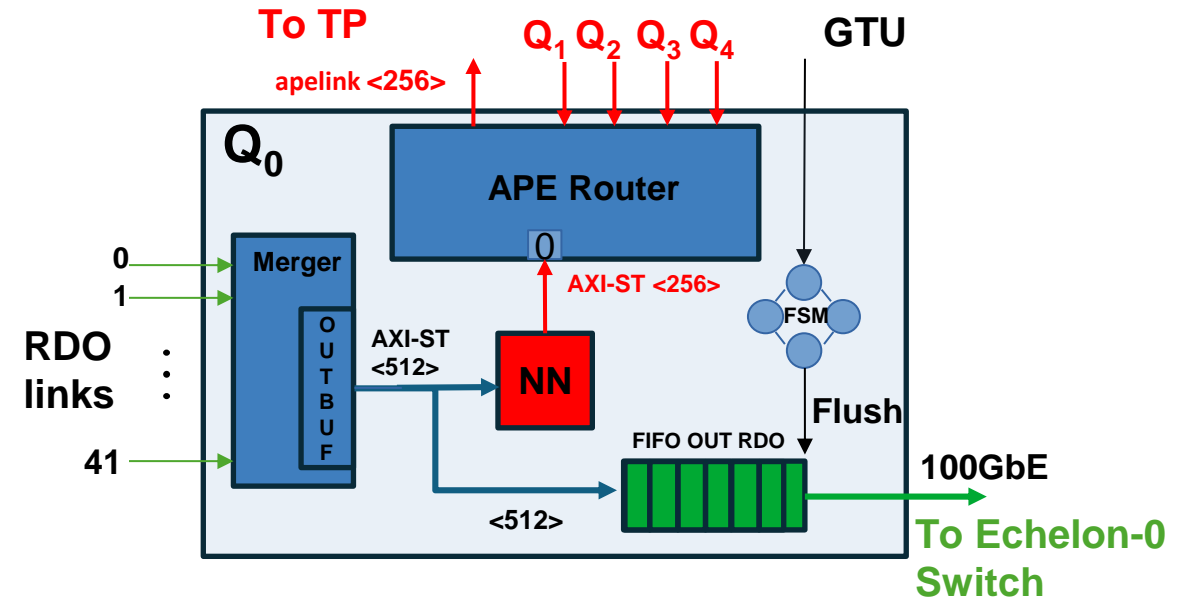 To TP
Q1 Q2 Q3 Q4
GTU
apelink <256>
Q0
APE Router
0
Merger
0
1
RDO
links
41
O
U
T
B
U
F
AXI-ST
<512>
AXI-ST <256>
NN
FSM
Flush
FIFO OUT RDO
<512>
100GbE
To Echelon-0
Switch